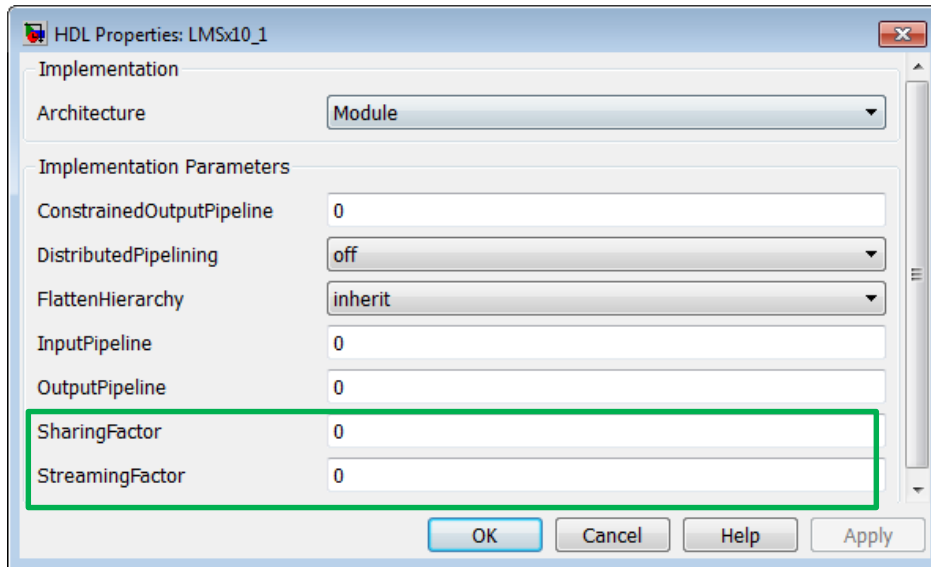 HDL Properties: LMSx10_1
Implementation
Architecture Module
Implementation Parameters
ConstrainedOutputPipeline 0
DistributedPipelining off
FlattenHierarchy inherit
InputPipeline 0
OutputPipeline 0
SharingFactor 0
StreamingFactor 0
OK Cancel Help Apply